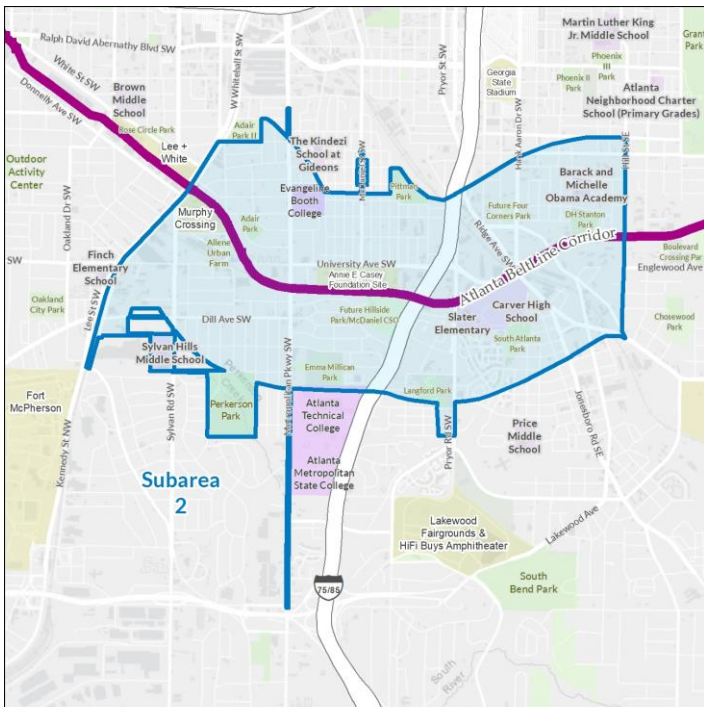 Martin Luther King
Jr. Middle School
Ralph David Abernathy Blvd SW
White St SW
Donnelly Ave SW
W Whitehall St SW
Pryor St SW
Grant
Park
Phoenix
III
Park
Phoenix II Park
Georgia
State
Stadium
Atlanta
Neighborhood Charter
School (Primary Grades)
Brown
Middle
School
Rose Circle Park
Adair
Park II
Hank Aaron Dr SW
Hill St SE
Lee +
White
The Kindezi
School at
Gideons
Outdoor
Activity
Center
Oakland Dr SW
Evangeline
Booth
College
Pittman
Park
Barack and
Michelle
Obama Academy
Murphy
Crossing
Adair
Park
Future Four
Corners Park
DH Stanton
Park
Allene
Urban
Farm
Ridge Ave SW
Atlanta BeltLine Corridor
Boulevard
Crossing Par
Englewood Ave
SW
Finch
Elementary
School
University Ave SW
Annie E Casey
Foundation Site
Oakland
City Park
Lee St SW
Dill Ave SW
Future Hillside
Park/McDaniel CSO
Slater
Elementary
Carver High
School
Chosewood
Park
South Atlanta
Park
Sylvan Hills
Middle School
Emma Millican
Park
Langford Park
Fort
McPherson
Perkerson
Park
Sylvan Rd SW
Metropolitan Pkwy SW
Atlanta
Technical
College
Pryor Rd SW
Price
Middle
School
Jonesboro Rd SE
Kennedy St NW
Subarea
2
Atlanta
Metropolitan
State College
Lakewood
Fairgrounds &
HiFi Buys Amphitheater
Lakewood Ave
South
Bend Park
75/85
South
River